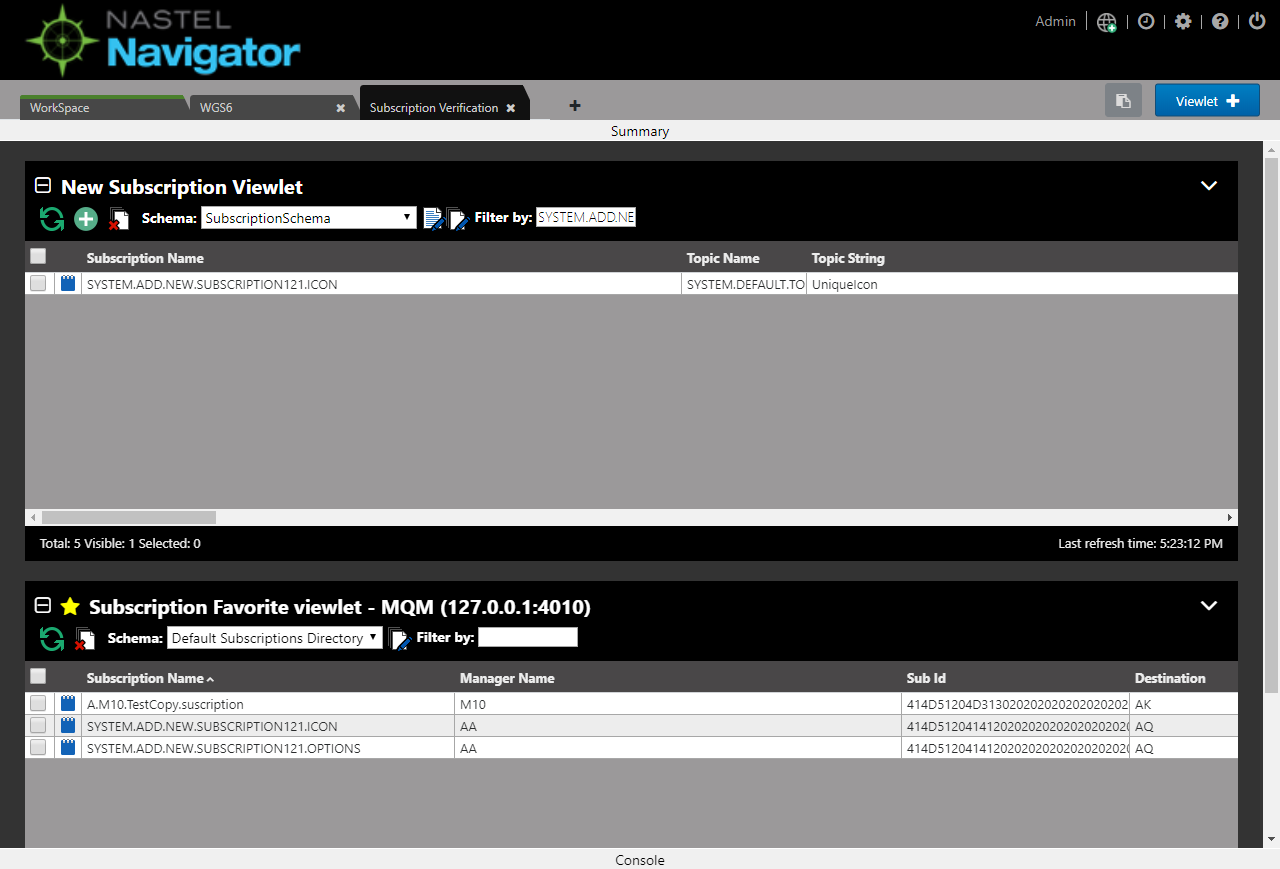 NASTEL
Navigator
Admin
WorkSpace
WGS6
Subscription Verification
Viewlet
Summary
New Subscription Viewlet
Schema: SubscriptionSchema Filter by: SYSTEM.ADD.NE
Subscription Name Topic Name Topic String
SYSTEM.ADD.NEW.SUBSCRIPTION121.ICON SYSTEM.DEFAULT.TO UniqueIcon
Total: 5 Visible: 1 Selected: 0 Last refresh time: 5:23:12 PM
Subscription Favorite viewlet - MQM (127.0.0.1:4010)
Schema: Default Subscriptions Directory Filter by:
Subscription Name Manager Name Sub Id Destination
A.M10.TestCopy.suscription M10 414D51204D3130202020202020202020 AK
SYSTEM.ADD.NEW.SUBSCRIPTION121.ICON AA AQ
SYSTEM.ADD.NEW.SUBSCRIPTION121.OPTIONS AA AQ
Console